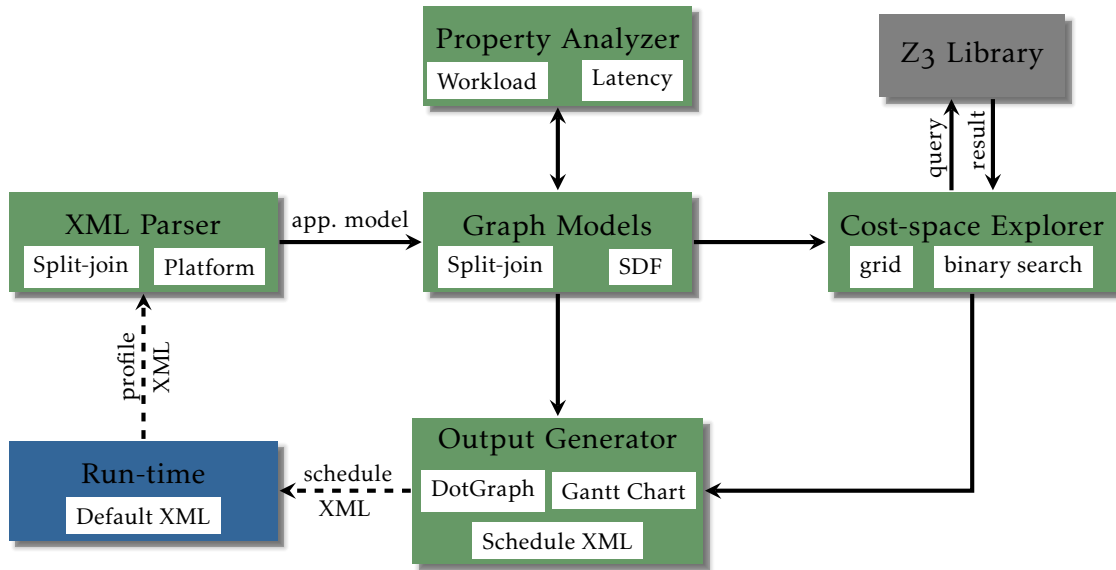 Property Analyzer
Workload
Latency
Z3 Library
query
result
XML Parser
Split-join
Platform
app. model
Graph Models
Split-join
SDF
Cost-space Explorer
grid
binary search
profile
XML
Output Generator
DotGraph
Gantt Chart
Schedule XML
schedule
XML
Run-time
Default XML